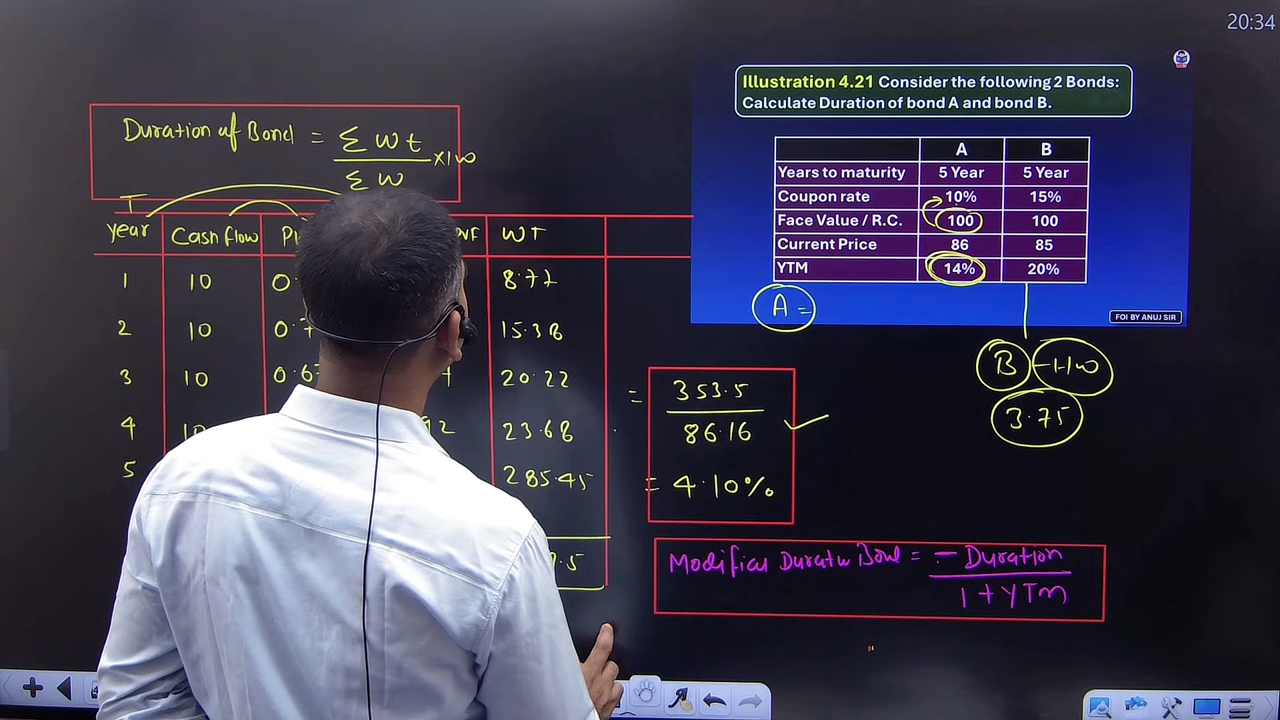 20:34
Illustration 4.21 Consider the following 2 Bonds:
Calculate Duration of bond A and bond B.
A B
Years to maturity 5 Year 5 Year
Coupon rate 10% 15%
Face Value / R.C. 100 100
Current Price 86 85
YTM 14% 20%
FOI BY ANUJ SIR
A =
B
3.75
Duration of Bond = Σ W t
Σ W
T
year Cash flow WT
1 10 8.77
2 10 15.38
3 10 20.22
4 23.68
5 285.45
= 353.5
86.16
= 4.10%
Duration Bond = - Duration
1 + YTM